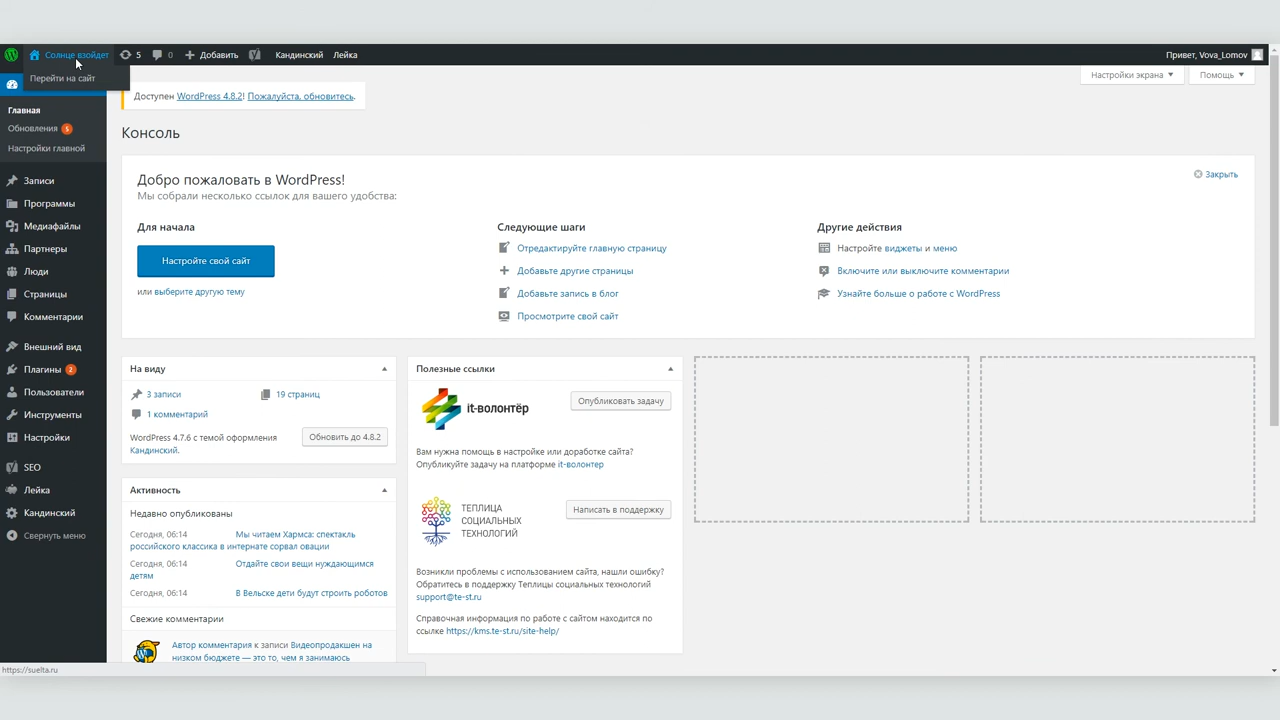 Солнце взойдет
5
0
Добавить
Кандинский
Лейка
Привет, Vova_Lomov
Перейти на сайт
Настройки экрана ▼
Помощь ▼
Доступен WordPress 4.8.2! Пожалуйста, обновитесь.
Главная
Обновления 5
Настройки главной
Записи
Программы
Медиафайлы
Партнеры
Люди
Страницы
Комментарии
Внешний вид
Плагины 2
Пользователи
Инструменты
Настройки
SEO
Лейка
Кандинский
Свернуть меню
Консоль
Добро пожаловать в WordPress!
Мы собрали несколько ссылок для вашего удобства:
Закрыть
Для начала
Настройте свой сайт
или выберите другую тему
Следующие шаги
Отредактируйте главную страницу
Добавьте другие страницы
Добавьте запись в блог
Просмотрите свой сайт
Другие действия
Настройте виджеты и меню
Включите или выключите комментарии
Узнайте больше о работе с WordPress
На виду
3 записи
19 страниц
1 комментарий
WordPress 4.7.6 с темой оформления
Кандинский.
Обновить до 4.8.2
Активность
Недавно опубликованы
Сегодня, 06:14 Мы читаем Хармса: спектакль
российского классика в интернате сорвал овации
Сегодня, 06:14 Отдайте свои вещи нуждающимся
детям
Сегодня, 06:14 В Вельске дети будут строить роботов
Свежие комментарии
Автор комментария к записи Видеопродакшен на
низком бюджете — это то, чем я занимаюсь
Полезные ссылки
it-волонтёр
Опубликовать задачу
Вам нужна помощь в настройке или доработке сайта?
Опубликуйте задачу на платформе it-волонтер
ТЕПЛИЦА
СОЦИАЛЬНЫХ
ТЕХНОЛОГИЙ
Написать в поддержку
Возникли проблемы с использованием сайта, нашли ошибку?
Обратитесь в поддержку Теплицы социальных технологий
support@te-st.ru
Справочная информация по работе с сайтом находится по
ссылке https://kms.te-st.ru/site-help/
https://suelta.ru